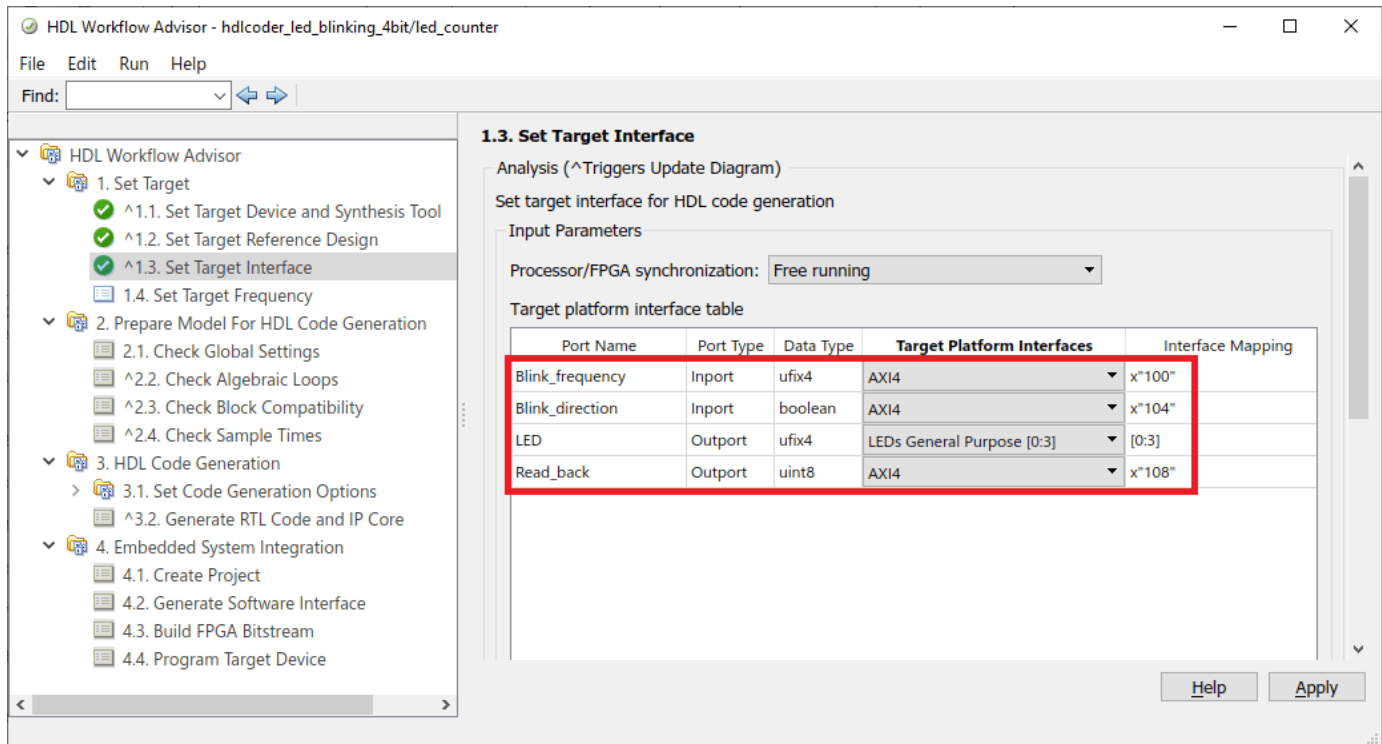 HDL Workflow Advisor - hdlcoder_led_blinking_4bit/led_counter
File Edit Run Help
Find:
HDL Workflow Advisor
1. Set Target
^1.1. Set Target Device and Synthesis Tool
^1.2. Set Target Reference Design
^1.3. Set Target Interface
1.4. Set Target Frequency
2. Prepare Model For HDL Code Generation
2.1. Check Global Settings
^2.2. Check Algebraic Loops
^2.3. Check Block Compatibility
^2.4. Check Sample Times
3. HDL Code Generation
3.1. Set Code Generation Options
^3.2. Generate RTL Code and IP Core
4. Embedded System Integration
4.1. Create Project
4.2. Generate Software Interface
4.3. Build FPGA Bitstream
4.4. Program Target Device
1.3. Set Target Interface
Analysis (^Triggers Update Diagram)
Set target interface for HDL code generation
Input Parameters
Processor/FPGA synchronization: Free running
Target platform interface table
Port Name Port Type Data Type Target Platform Interfaces Interface Mapping
Blink_frequency Inport ufix4 AXI4 x"100"
Blink_direction Inport boolean AXI4 x"104"
LED Outport ufix4 LEDs General Purpose [0:3] [0:3]
Read_back Outport uint8 AXI4 x"108"
Help Apply